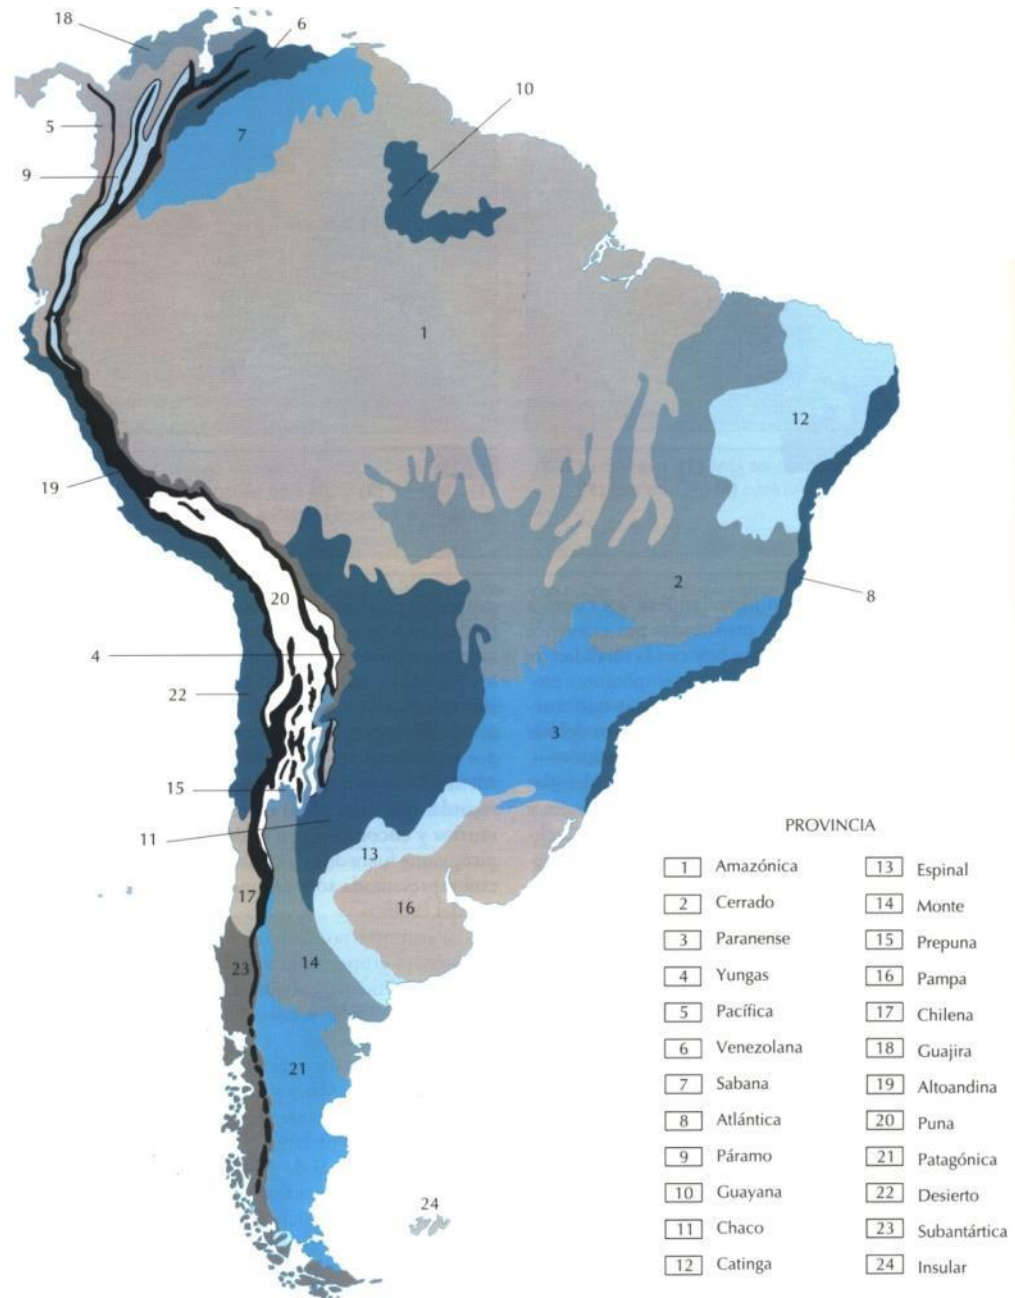 18
6
10
5
7
9
1
12
19
2
20
8
4
22
3
15
11
13
17
16
23
14
21
24
PROVINCIA
1 Amazónica
2 Cerrado
3 Paranense
4 Yungas
5 Pacífica
6 Venezolana
7 Sabana
8 Atlántica
9 Páramo
10 Guayana
11 Chaco
12 Catinga
13 Espinal
14 Monte
15 Prepuna
16 Pampa
17 Chilena
18 Guajira
19 Altoandina
20 Puna
21 Patagónica
22 Desierto
23 Subantártica
24 Insular